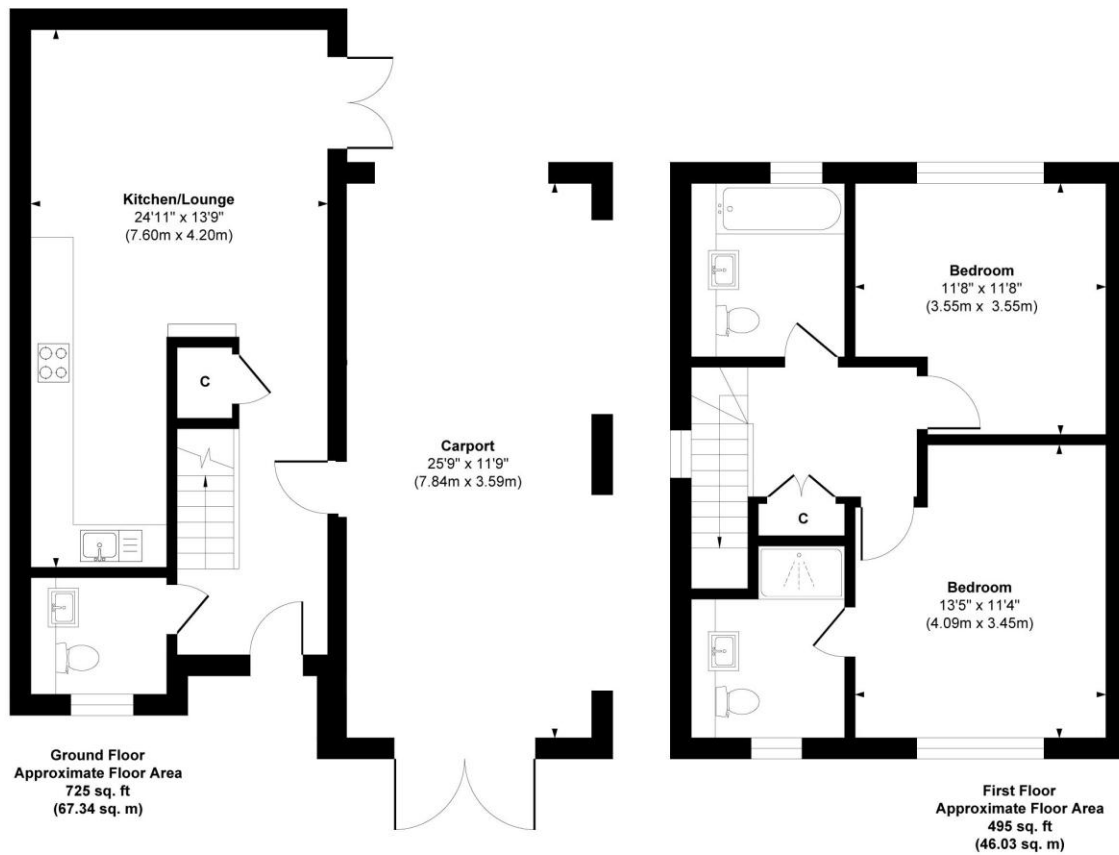 Kitchen/Lounge
24'11" x 13'9"
(7.60m x 4.20m)
C
Carport
25'9" x 11'9"
(7.84m x 3.59m)
Ground Floor
Approximate Floor Area
725 sq. ft
(67.34 sq. m)
Bedroom
11'8" x 11'8"
(3.55m x 3.55m)
C
Bedroom
13'5" x 11'4"
(4.09m x 3.45m)
First Floor
Approximate Floor Area
495 sq. ft
(46.03 sq. m)